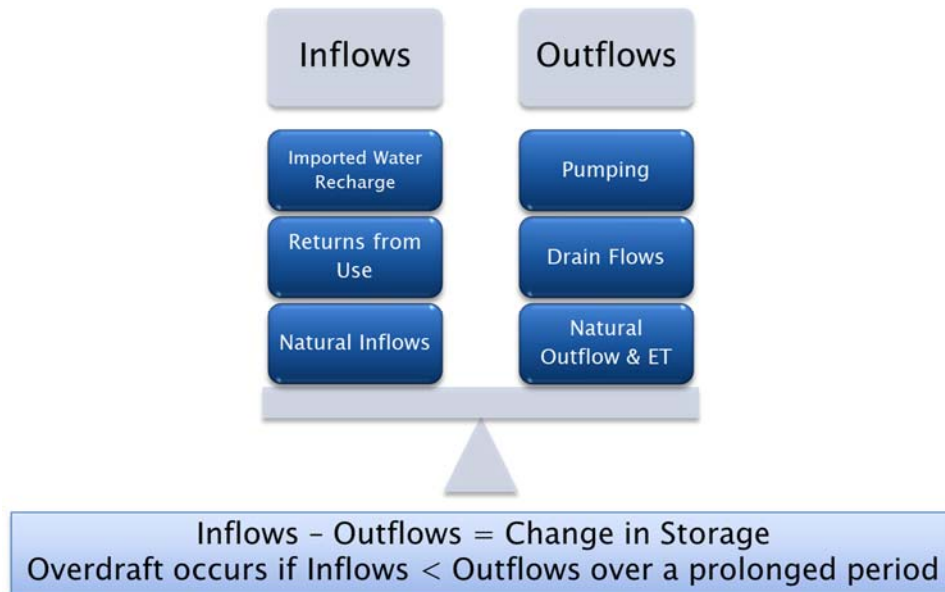 Inflows
Outflows
Imported Water
Recharge
Pumping
Returns from
Use
Drain Flows
Natural Inflows
Natural
Outflow & ET
Inflows – Outflows = Change in Storage
Overdraft occurs if Inflows < Outflows over a prolonged period